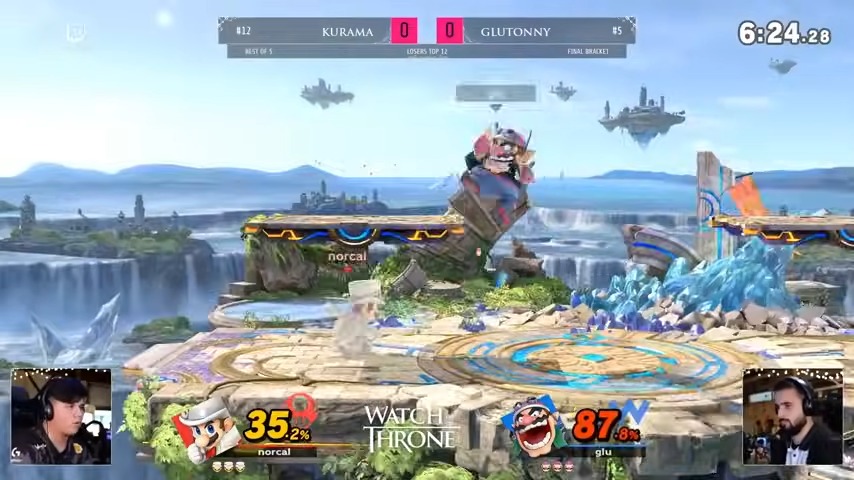 #12 KURAMA 0 0 GLUTONNY #5
BEST OF 5 LOSERS TOP 12 FINAL BRACKET
6:24.28
norcal
35.2%
norcal
WATCH
THE
THRONE
87.8%
glu